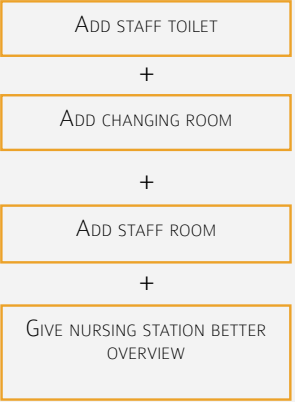 Add staff toilet
+
Add changing room
+
Add staff room
+
Give nursing station better
overview